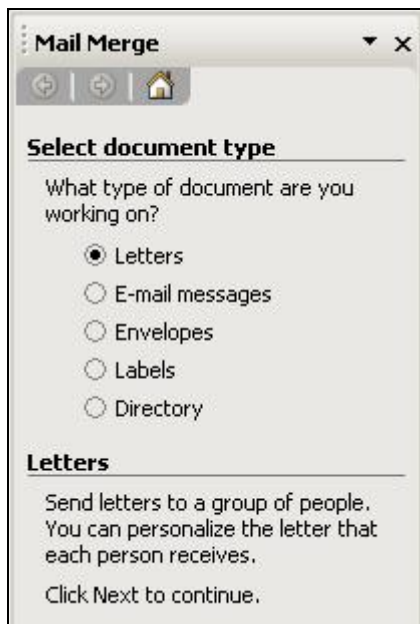 Mail Merge
Select document type
What type of document are you
working on?
Letters
E-mail messages
Envelopes
Labels
Directory
Letters
Send letters to a group of people.
You can personalize the letter that
each person receives.
Click Next to continue.